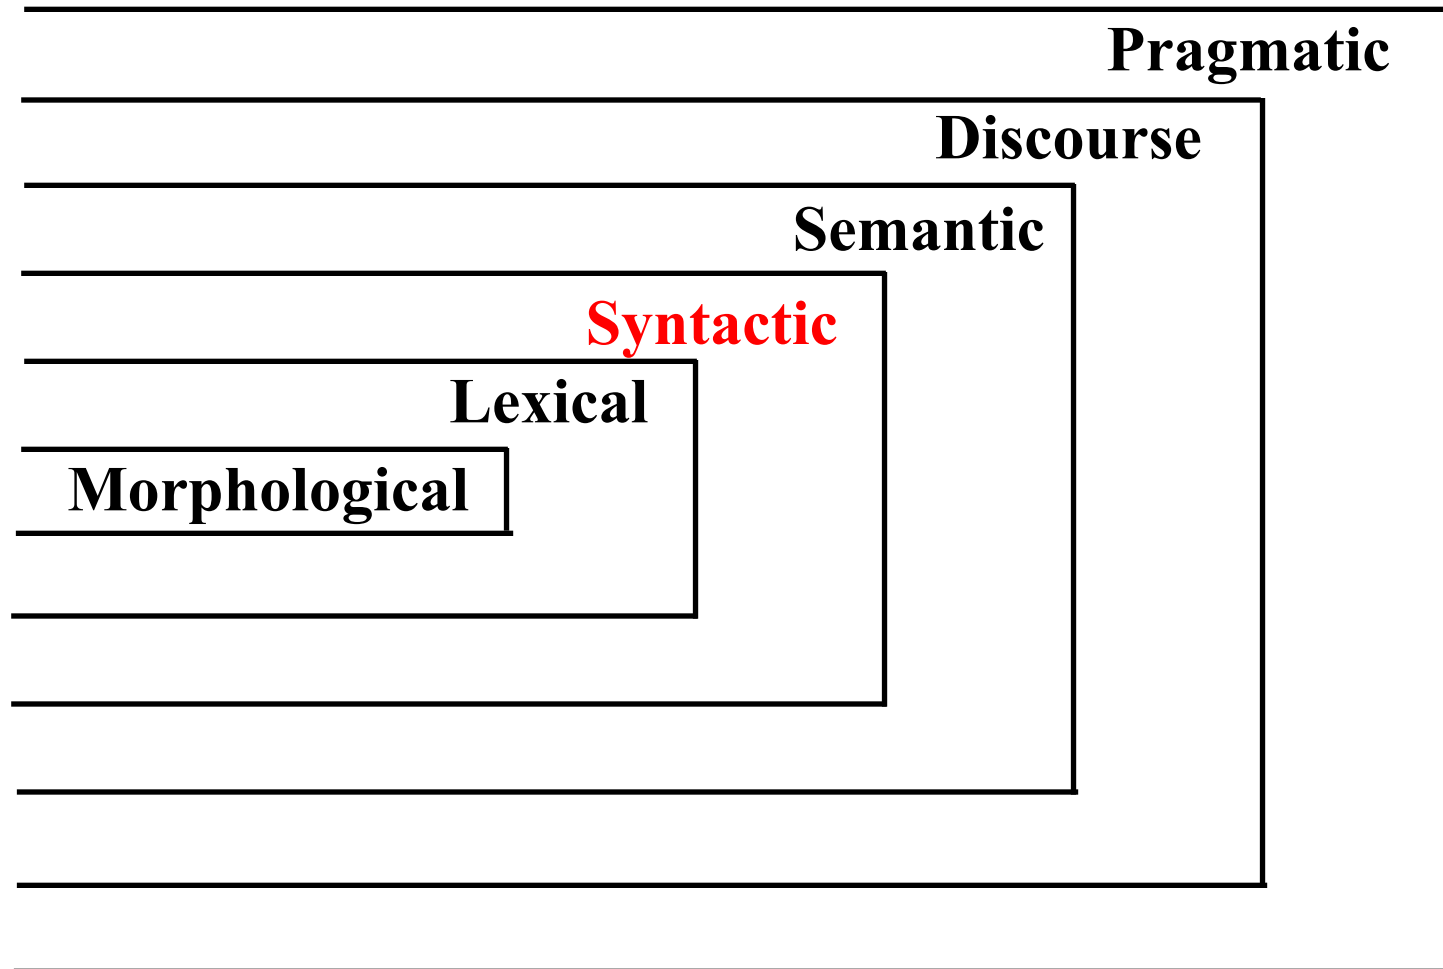 Pragmatic
Discourse
Semantic
Syntactic
Lexical
Morphological